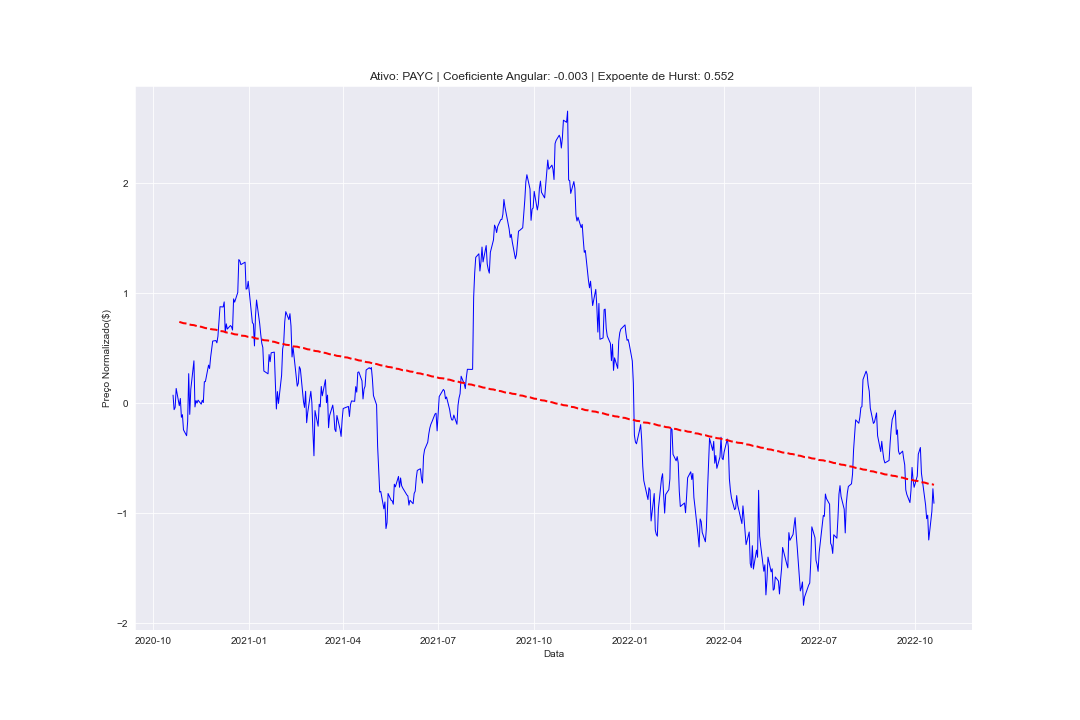 Ativo: PAYC | Coeficiente Angular: -0.003 | Expoente de Hurst: 0.552
Preço Normalizado($)
2
1
0
−1
−2
2020-10 2021-01 2021-04 2021-07 2021-10 2022-01 2022-04 2022-07 2022-10
Data